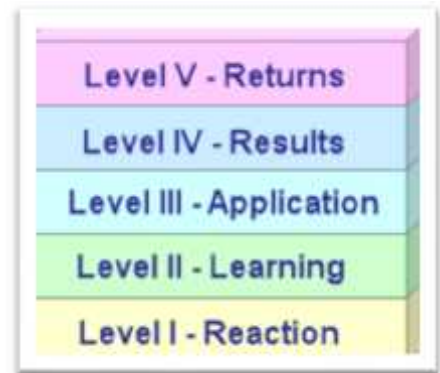 Level V - Returns
Level IV - Results
Level III - Application
Level II - Learning
Level I - Reaction